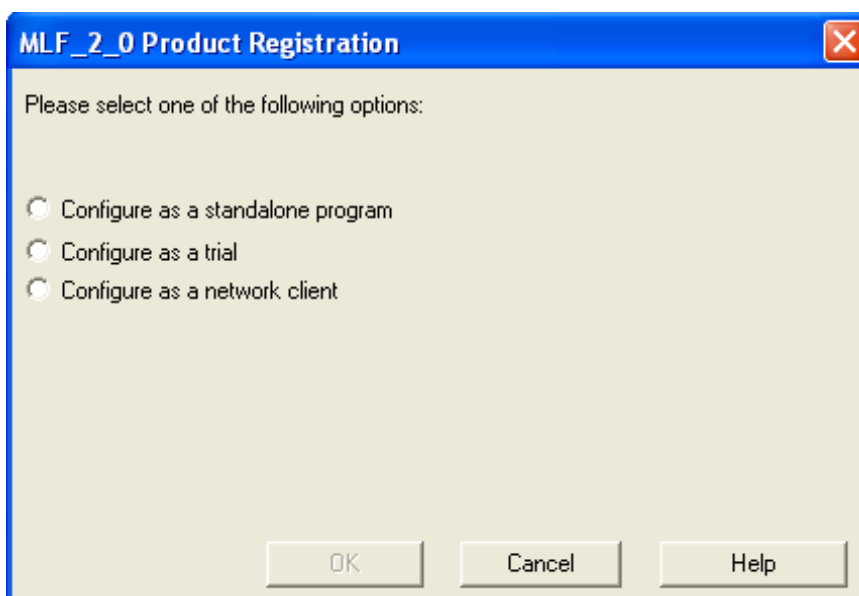 MLF_2_0 Product Registration
Please select one of the following options:
Configure as a standalone program
Configure as a trial
Configure as a network client
OK Cancel Help